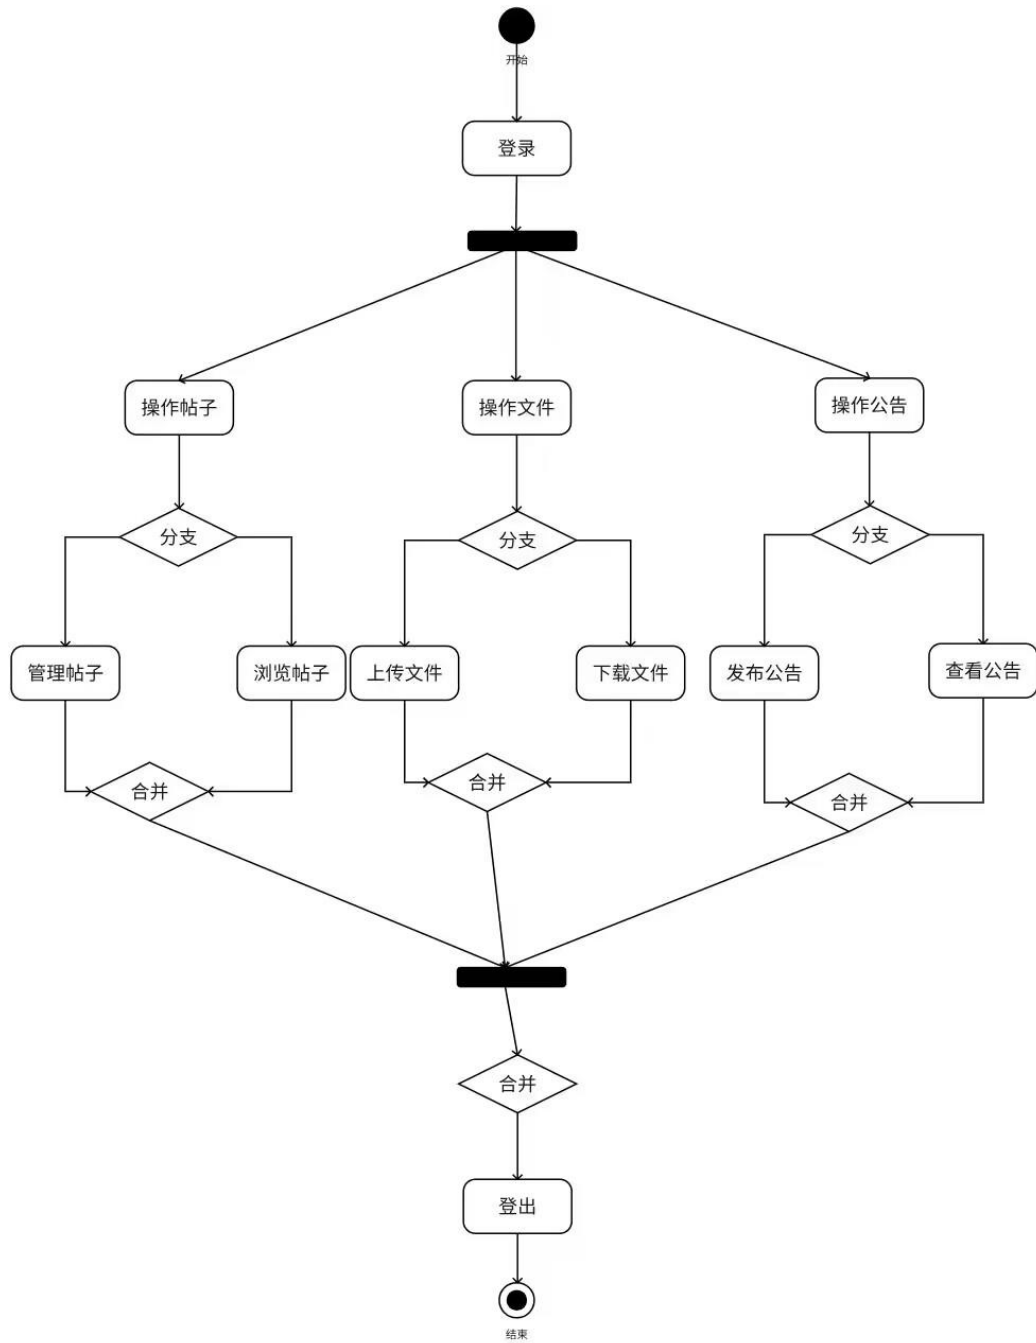 开始
登录
操作帖子
操作文件
操作公告
分支
分支
分支
管理帖子
浏览帖子
上传文件
下载文件
发布公告
查看公告
合并
合并
合并
合并
登出
结束